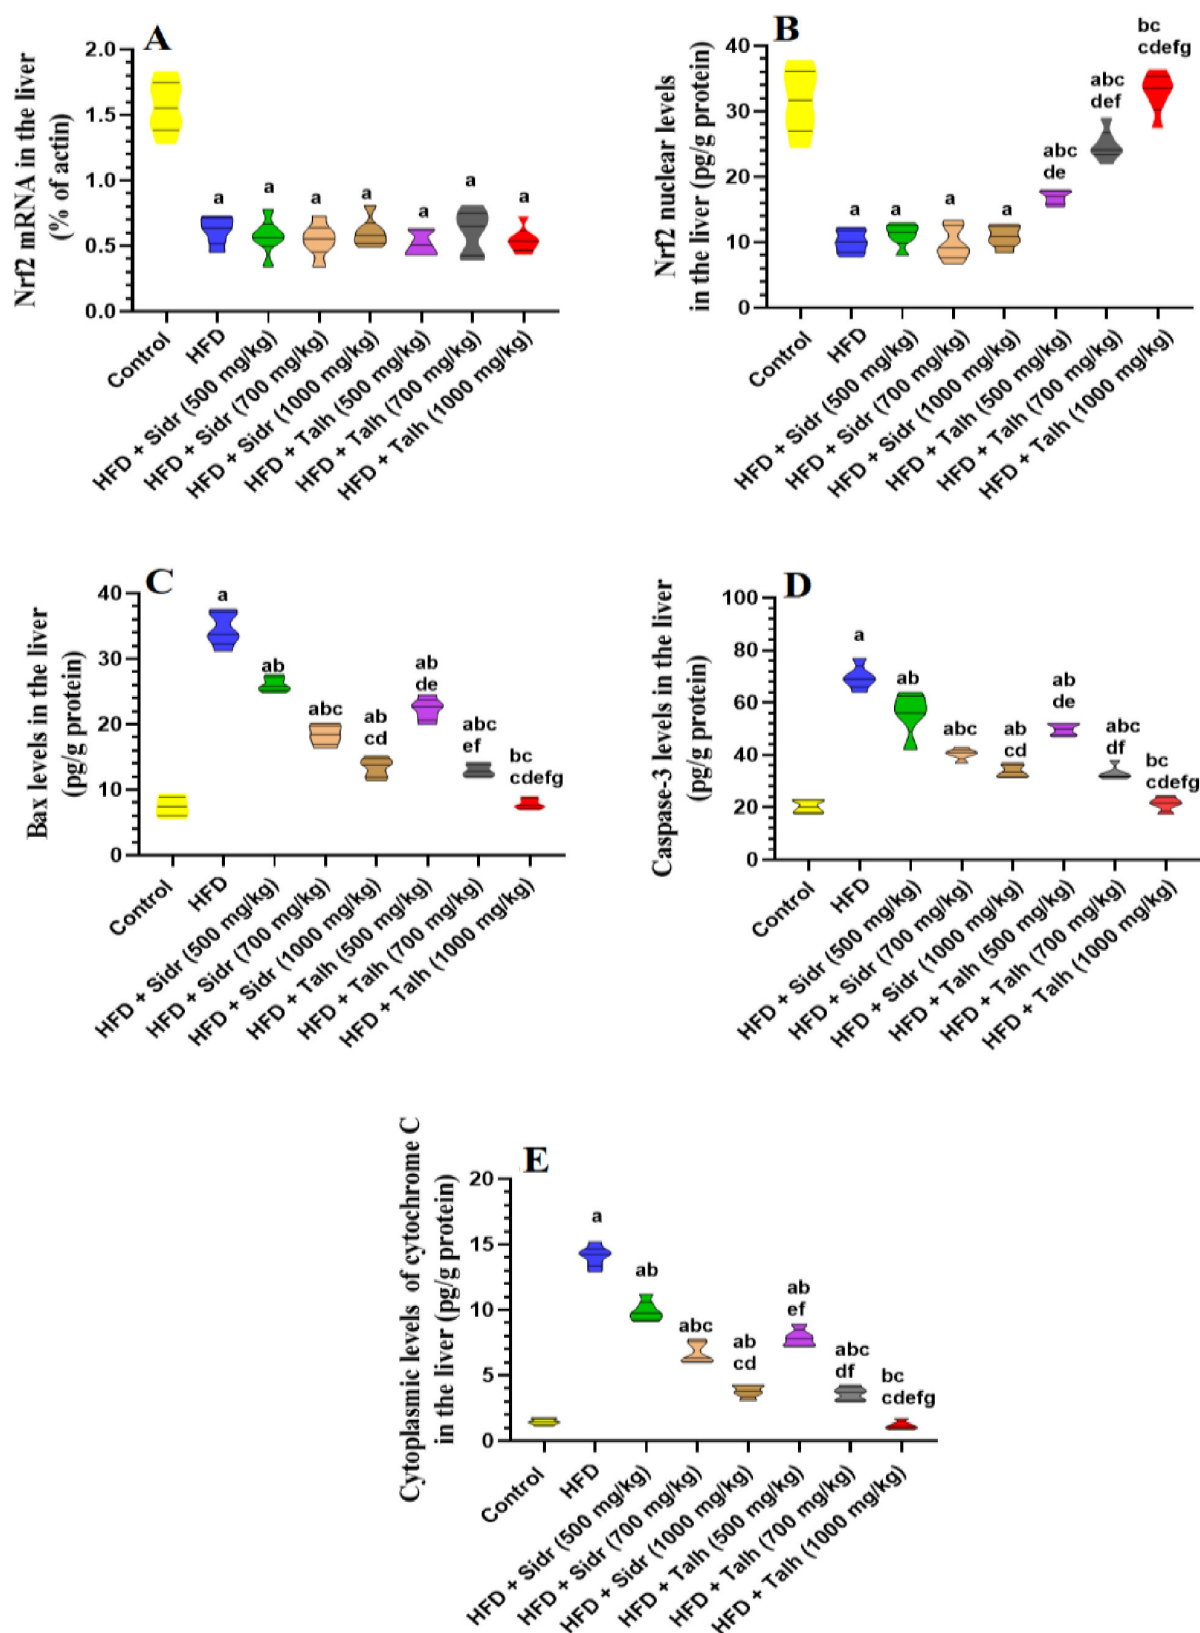 A
Nrf2 mRNA in the liver
(% of actin)
2.0
1.5
1.0
0.5
0.0
a
a
a
a
a
a
a
Control
HFD
HFD + Sidr (500 mg/kg)
HFD + Sidr (700 mg/kg)
HFD + Sidr (1000 mg/kg)
HFD + Talh (500 mg/kg)
HFD + Talh (700 mg/kg)
HFD + Talh (1000 mg/kg)
B
Nrf2 nuclear levels
in the liver (pg/g protein)
40
30
20
10
0
a
a
a
a
abc
de
abc
def
bc
cdefg
Control
HFD
HFD + Sidr (500 mg/kg)
HFD + Sidr (700 mg/kg)
HFD + Sidr (1000 mg/kg)
HFD + Talh (500 mg/kg)
HFD + Talh (700 mg/kg)
HFD + Talh (1000 mg/kg)
C
Bax levels in the liver
(pg/g protein)
40
30
20
10
0
a
ab
abc
ab
cd
ab
de
abc
ef
bc
cdefg
Control
HFD
HFD + Sidr (500 mg/kg)
HFD + Sidr (700 mg/kg)
HFD + Sidr (1000 mg/kg)
HFD + Talh (500 mg/kg)
HFD + Talh (700 mg/kg)
HFD + Talh (1000 mg/kg)
D
Caspase-3 levels in the liver
(pg/g protein)
100
80
60
40
20
0
a
ab
abc
ab
cd
ab
de
abc
df
bc
cdefg
Control
HFD
HFD + Sidr (500 mg/kg)
HFD + Sidr (700 mg/kg)
HFD + Sidr (1000 mg/kg)
HFD + Talh (500 mg/kg)
HFD + Talh (700 mg/kg)
HFD + Talh (1000 mg/kg)
E
Cytoplasmic levels of cytochrome C
in the liver (pg/g protein)
20
15
10
5
0
a
ab
abc
ab
cd
ab
ef
abc
df
bc
cdefg
Control
HFD
HFD + Sidr (500 mg/kg)
HFD + Sidr (700 mg/kg)
HFD + Sidr (1000 mg/kg)
HFD + Talh (500 mg/kg)
HFD + Talh (700 mg/kg)
HFD + Talh (1000 mg/kg)